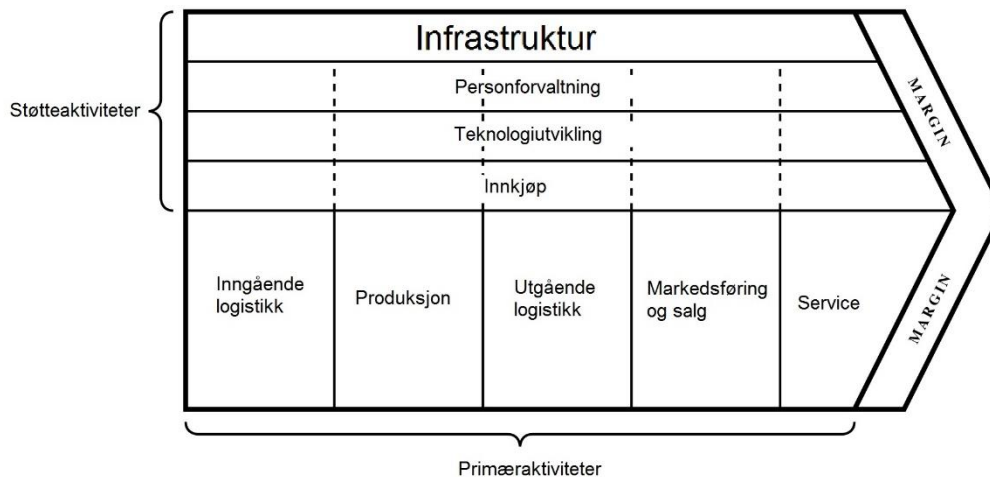 Infrastruktur
Støtteaktiviteter
Personforvaltning
Teknologiutvikling
Innkjøp
MARGIN
Inngående
logistikk
Produksjon
Utgående
logistikk
Markedsføring
og salg
Service
MARGIN
Primæraktiviteter